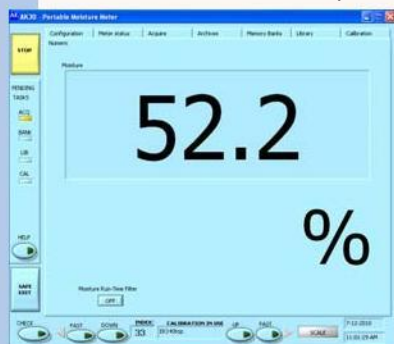 AK30 - Portable Moisture Meter
Configuration Meter status Acquire Archives Memory Banks Library Calibration
Numeric
STOP
Moisture
52.2
%
PENDING
TASKS
ACQ
BANK
LIB
CAL
HELP
SAFE
EXIT
Moisture Run-Time Filter
OFF
CHECK FAST DOWN INDEX CALIBRATION IN USE UP FAST SCALE
33
7-12-2010
11:01:29 AM